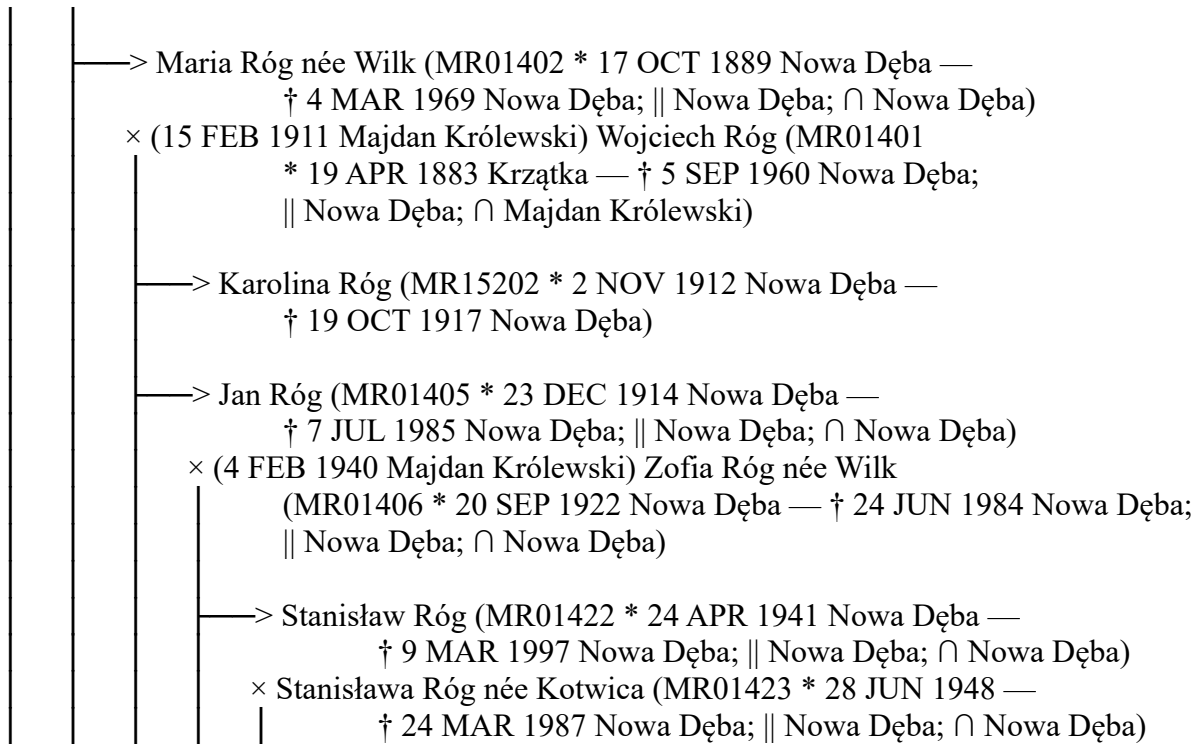 > Maria Róg née Wilk (MR01402 * 17 OCT 1889 Nowa Dęba —
† 4 MAR 1969 Nowa Dęba; || Nowa Dęba; ∩ Nowa Dęba)
× (15 FEB 1911 Majdan Królewski) Wojciech Róg (MR01401
* 19 APR 1883 Krzątka — † 5 SEP 1960 Nowa Dęba;
|| Nowa Dęba; ∩ Majdan Królewski)
> Karolina Róg (MR15202 * 2 NOV 1912 Nowa Dęba —
† 19 OCT 1917 Nowa Dęba)
> Jan Róg (MR01405 * 23 DEC 1914 Nowa Dęba —
† 7 JUL 1985 Nowa Dęba; || Nowa Dęba; ∩ Nowa Dęba)
× (4 FEB 1940 Majdan Królewski) Zofia Róg née Wilk
(MR01406 * 20 SEP 1922 Nowa Dęba — † 24 JUN 1984 Nowa Dęba;
|| Nowa Dęba; ∩ Nowa Dęba)
> Stanisław Róg (MR01422 * 24 APR 1941 Nowa Dęba —
† 9 MAR 1997 Nowa Dęba; || Nowa Dęba; ∩ Nowa Dęba)
× Stanisława Róg née Kotwica (MR01423 * 28 JUN 1948 —
† 24 MAR 1987 Nowa Dęba; || Nowa Dęba; ∩ Nowa Dęba)